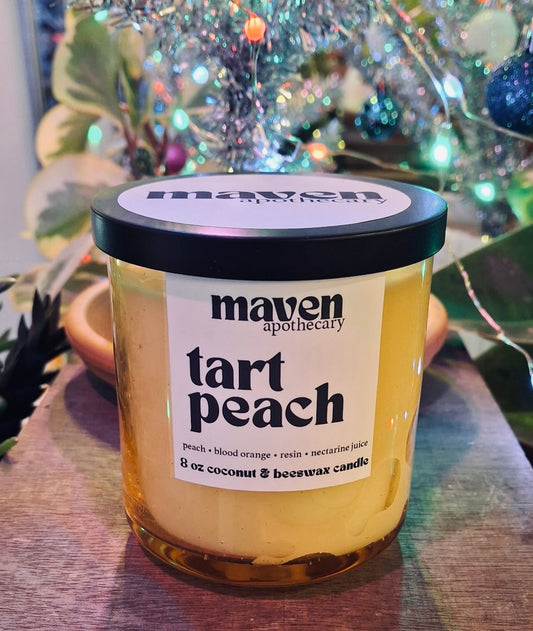 maven
apothecary
maven
apothecary
tart
peach
peach • blood orange • resin • nectarine juice
8 oz coconut & beeswax candle